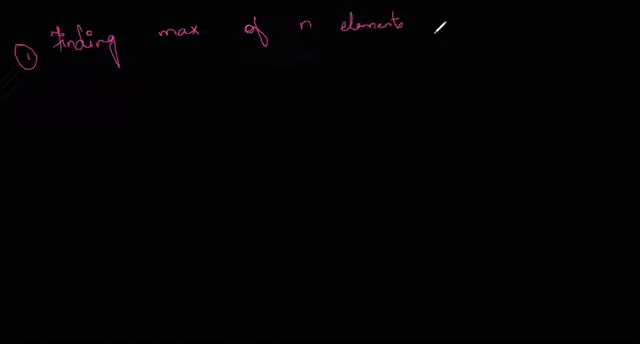 ① Finding max of n elements